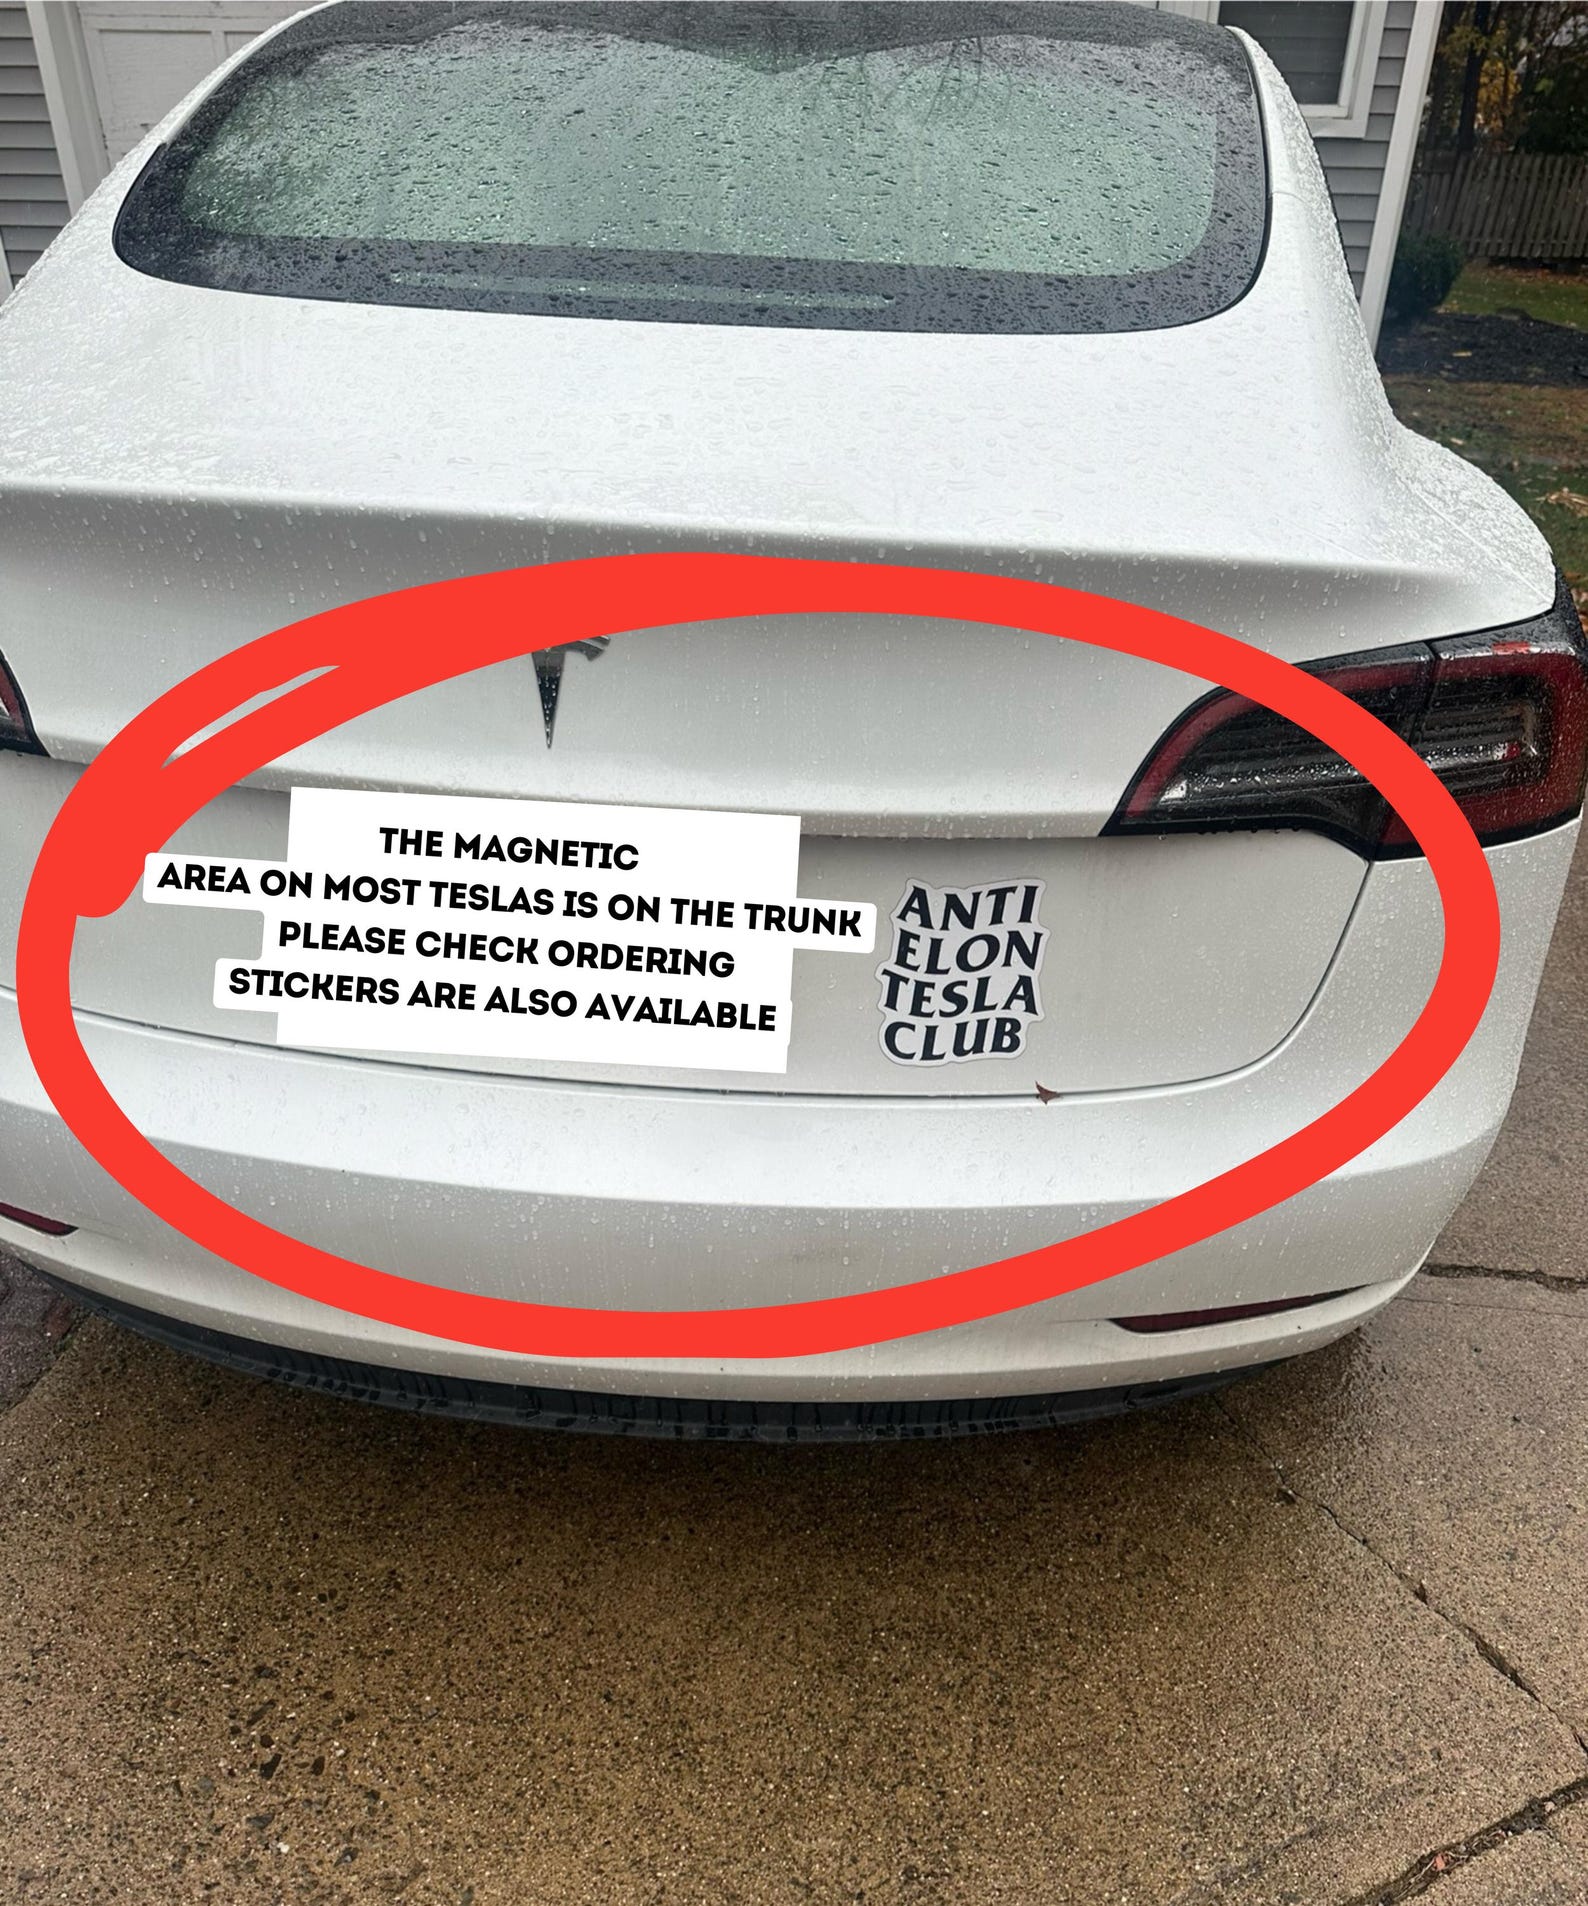 THE MAGNETIC
AREA ON MOST TESLAS IS ON THE TRUNK
PLEASE CHECK ORDERING
STICKERS ARE ALSO AVAILABLE
ANTI
ELON
TESLA
CLUB